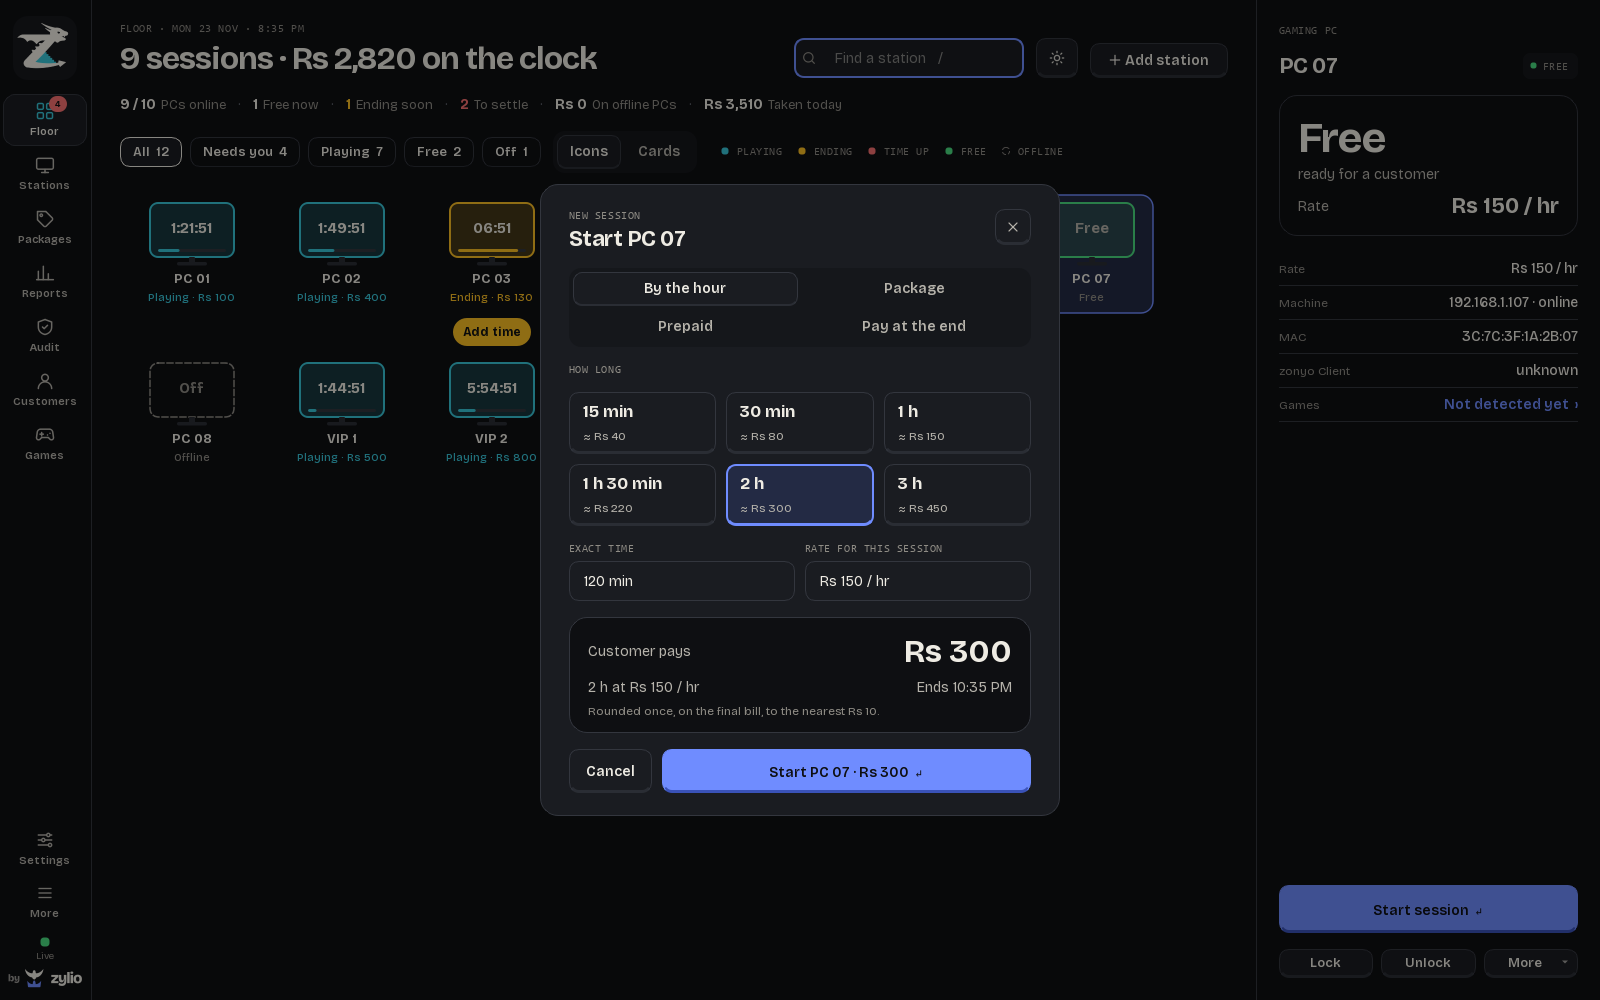 4
Floor
Stations
Packages
Reports
Audit
Customers
Games
Settings
More
Live
by zylio
FLOOR · MON 23 NOV · 8:35 PM
9 sessions · Rs 2,820 on the clock
Find a station /
+ Add station
9 / 10 PCs online · 1 Free now · 1 Ending soon · 2 To settle · Rs 0 On offline PCs · Rs 3,510 Taken today
All 12
Needs you 4
Playing 7
Free 2
Off 1
Icons
Cards
PLAYING
ENDING
TIME UP
FREE
OFFLINE
1:21:51
PC 01
Playing · Rs 100
1:49:51
PC 02
Playing · Rs 400
06:51
PC 03
Ending · Rs 130
Add time
Free
PC 07
Free
Off
PC 08
Offline
1:44:51
VIP 1
Playing · Rs 500
5:54:51
VIP 2
Playing · Rs 800
NEW SESSION
Start PC 07
By the hour
Package
Prepaid
Pay at the end
HOW LONG
15 min
≈ Rs 40
30 min
≈ Rs 80
1 h
≈ Rs 150
1 h 30 min
≈ Rs 220
2 h
≈ Rs 300
3 h
≈ Rs 450
EXACT TIME
120 min
RATE FOR THIS SESSION
Rs 150 / hr
Customer pays
Rs 300
2 h at Rs 150 / hr
Ends 10:35 PM
Rounded once, on the final bill, to the nearest Rs 10.
Cancel
Start PC 07 · Rs 300 ↵
GAMING PC
PC 07
FREE
Free
ready for a customer
Rate
Rs 150 / hr
Rate
Rs 150 / hr
Machine
192.168.1.107 · online
MAC
3C:7C:3F:1A:2B:07
zonyo Client
unknown
Games
Not detected yet ›
Start session ↵
Lock
Unlock
More